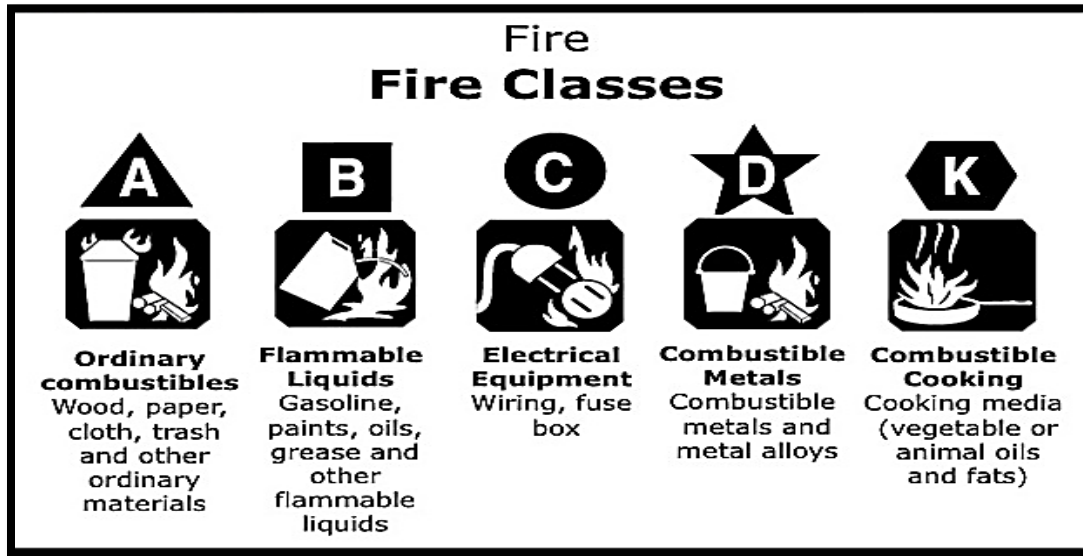 Fire
Fire Classes
A
Ordinary
combustibles
Wood, paper,
cloth, trash
and other
ordinary
materials
B
Flammable
Liquids
Gasoline,
paints, oils,
grease and
other
flammable
liquids
C
Electrical
Equipment
Wiring, fuse
box
D
Combustible
Metals
Combustible
metals and
metal alloys
K
Combustible
Cooking
Cooking media
(vegetable or
animal oils
and fats)